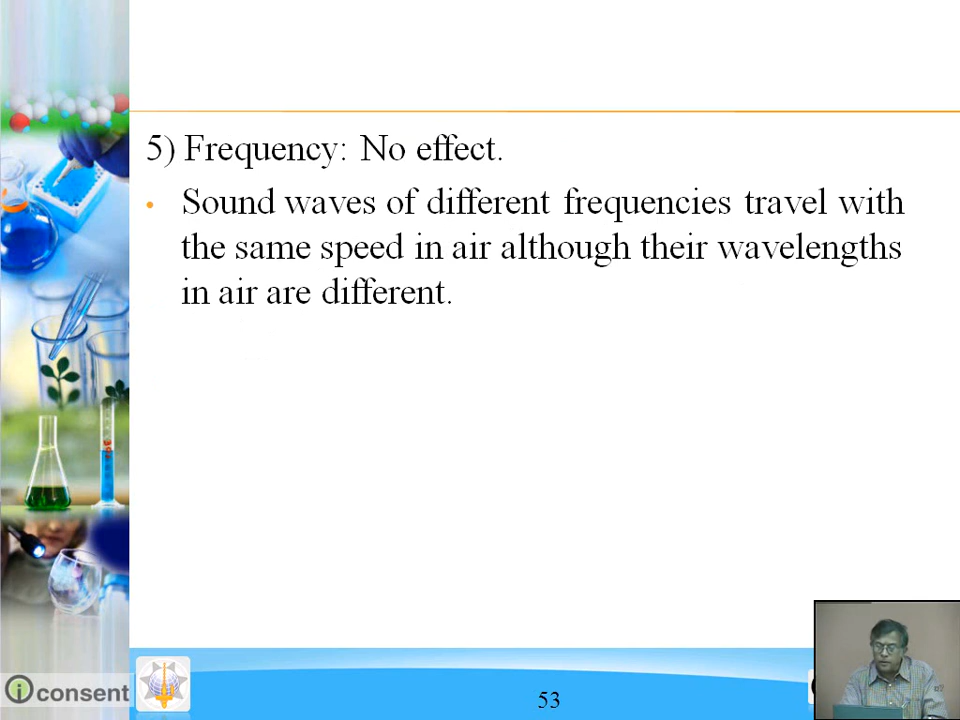 5) Frequency: No effect.
• Sound waves of different frequencies travel with
the same speed in air although their wavelengths
in air are different.
iconsent
53